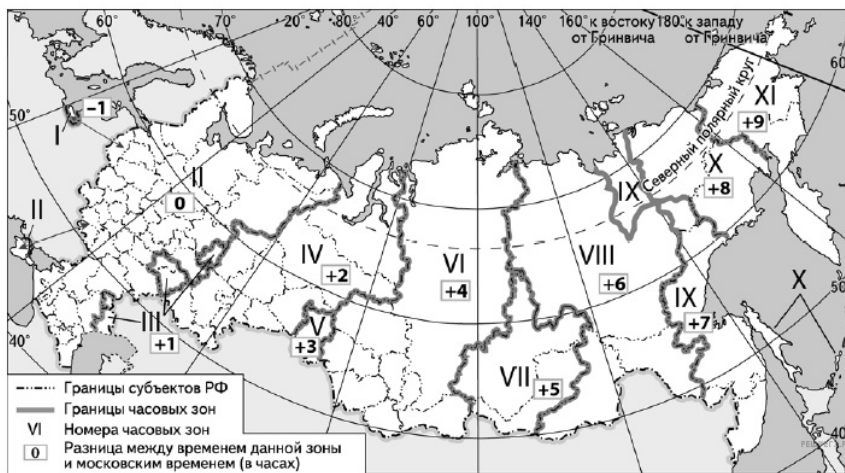 60°
20°
80°
100°
140°
160° к востоку
от Гринвича
180° к западу
от Гринвича
60
50°
I
-1
II
0
II
40°
III
+1
IV
+2
V
+3
VI
+4
VII
+5
VIII
+6
IX
IX
+7
X
+8
XI
+9
X
Северный полярный круг
50
40
60°
80°
100°
120°
Границы субъектов РФ
Границы часовых зон
VI Номера часовых зон
0 Разница между временем данной зоны
и московским временем (в часах)